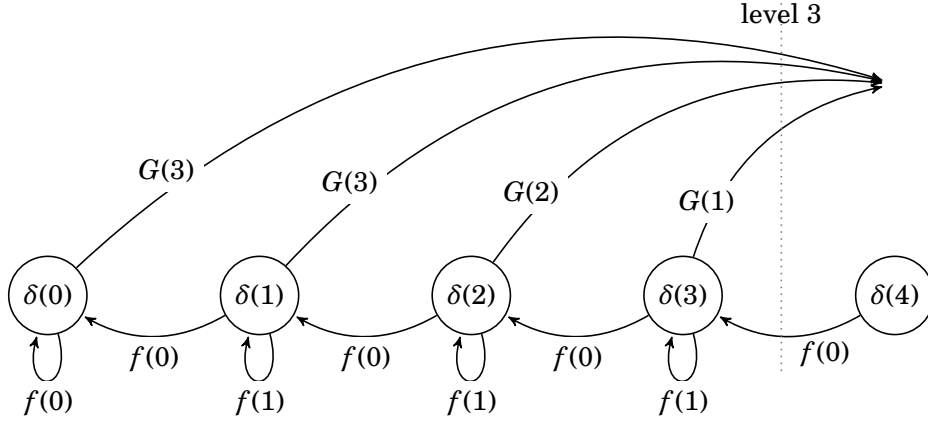 level 3
G(3)
G(3)
G(2)
G(1)
δ(0)
δ(1)
δ(2)
δ(3)
δ(4)
f(0)
f(0)
f(0)
f(0)
f(0)
f(1)
f(1)
f(1)